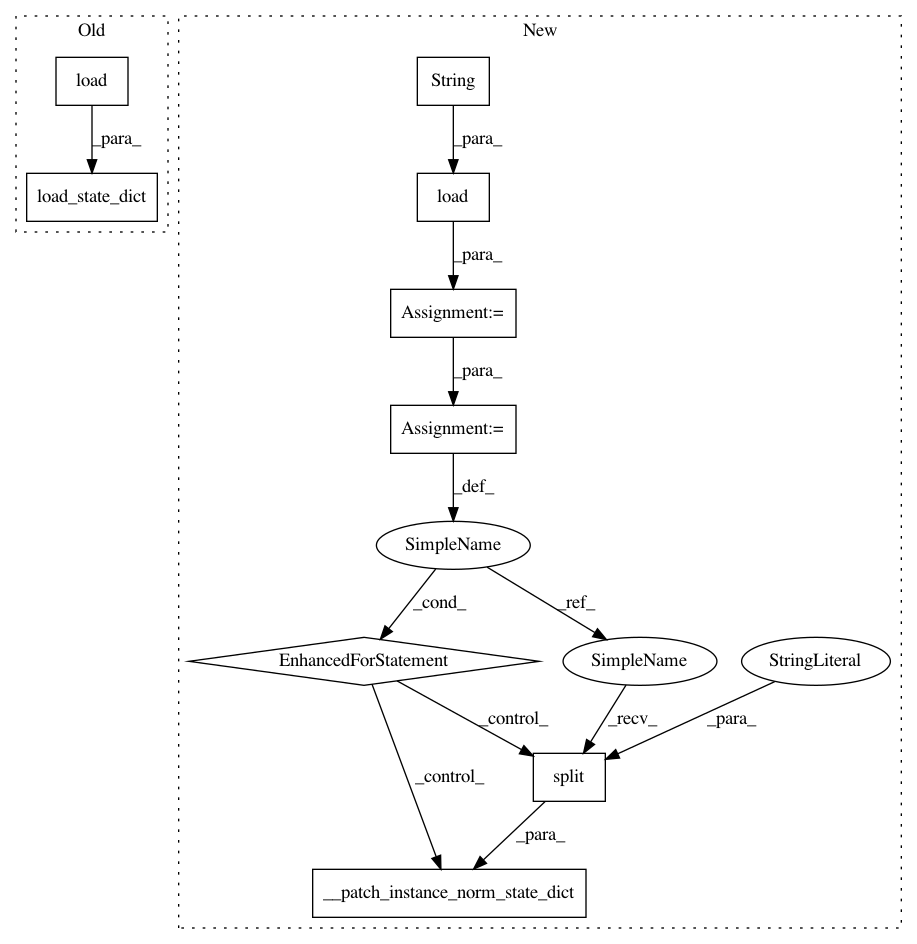 Old
New
load
String
_para_
_para_
load_state_dict
load
_para_
Assignment:=
_para_
Assignment:=
_def_
SimpleName
_cond_
_ref_
EnhancedForStatement
SimpleName
StringLiteral
_control_
_recv_
_para_
_control_
split
_para_
__patch_instance_norm_state_dict